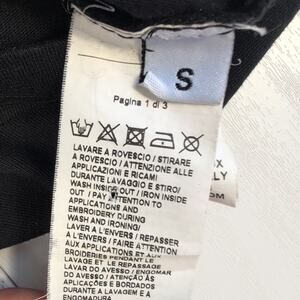 S
Pagina 1 di 3
LAVARE A ROVESCIO / STIRARE
A ROVESCIO / ATTENZIONE ALLE
APPLICAZIONI E RICAMI
DURANTE LAVAGGIO E STIRO/
WASH INSIDE OUT / IRON INSIDE
OUT / PAY ATTENTION TO
APPLICATIONS AND
EMBROIDERY DURING
WASH AND IRONING/
LAVER A L'ENVERS / REPASSER
A L'ENVERS / FAIRE ATTENTION
AUX APPLICATIONS ET AUX
BRODERIES PENDANT LE
LAVAGE ET LE REPASSAGE
LAVAR DO AVESSO / ENGOMAR
DO AVESSO / ATENÇÃO ÀS
APLICAÇÕES E BORDADOS
DURANTE A LAVAGEM E A
ENGOMADURA